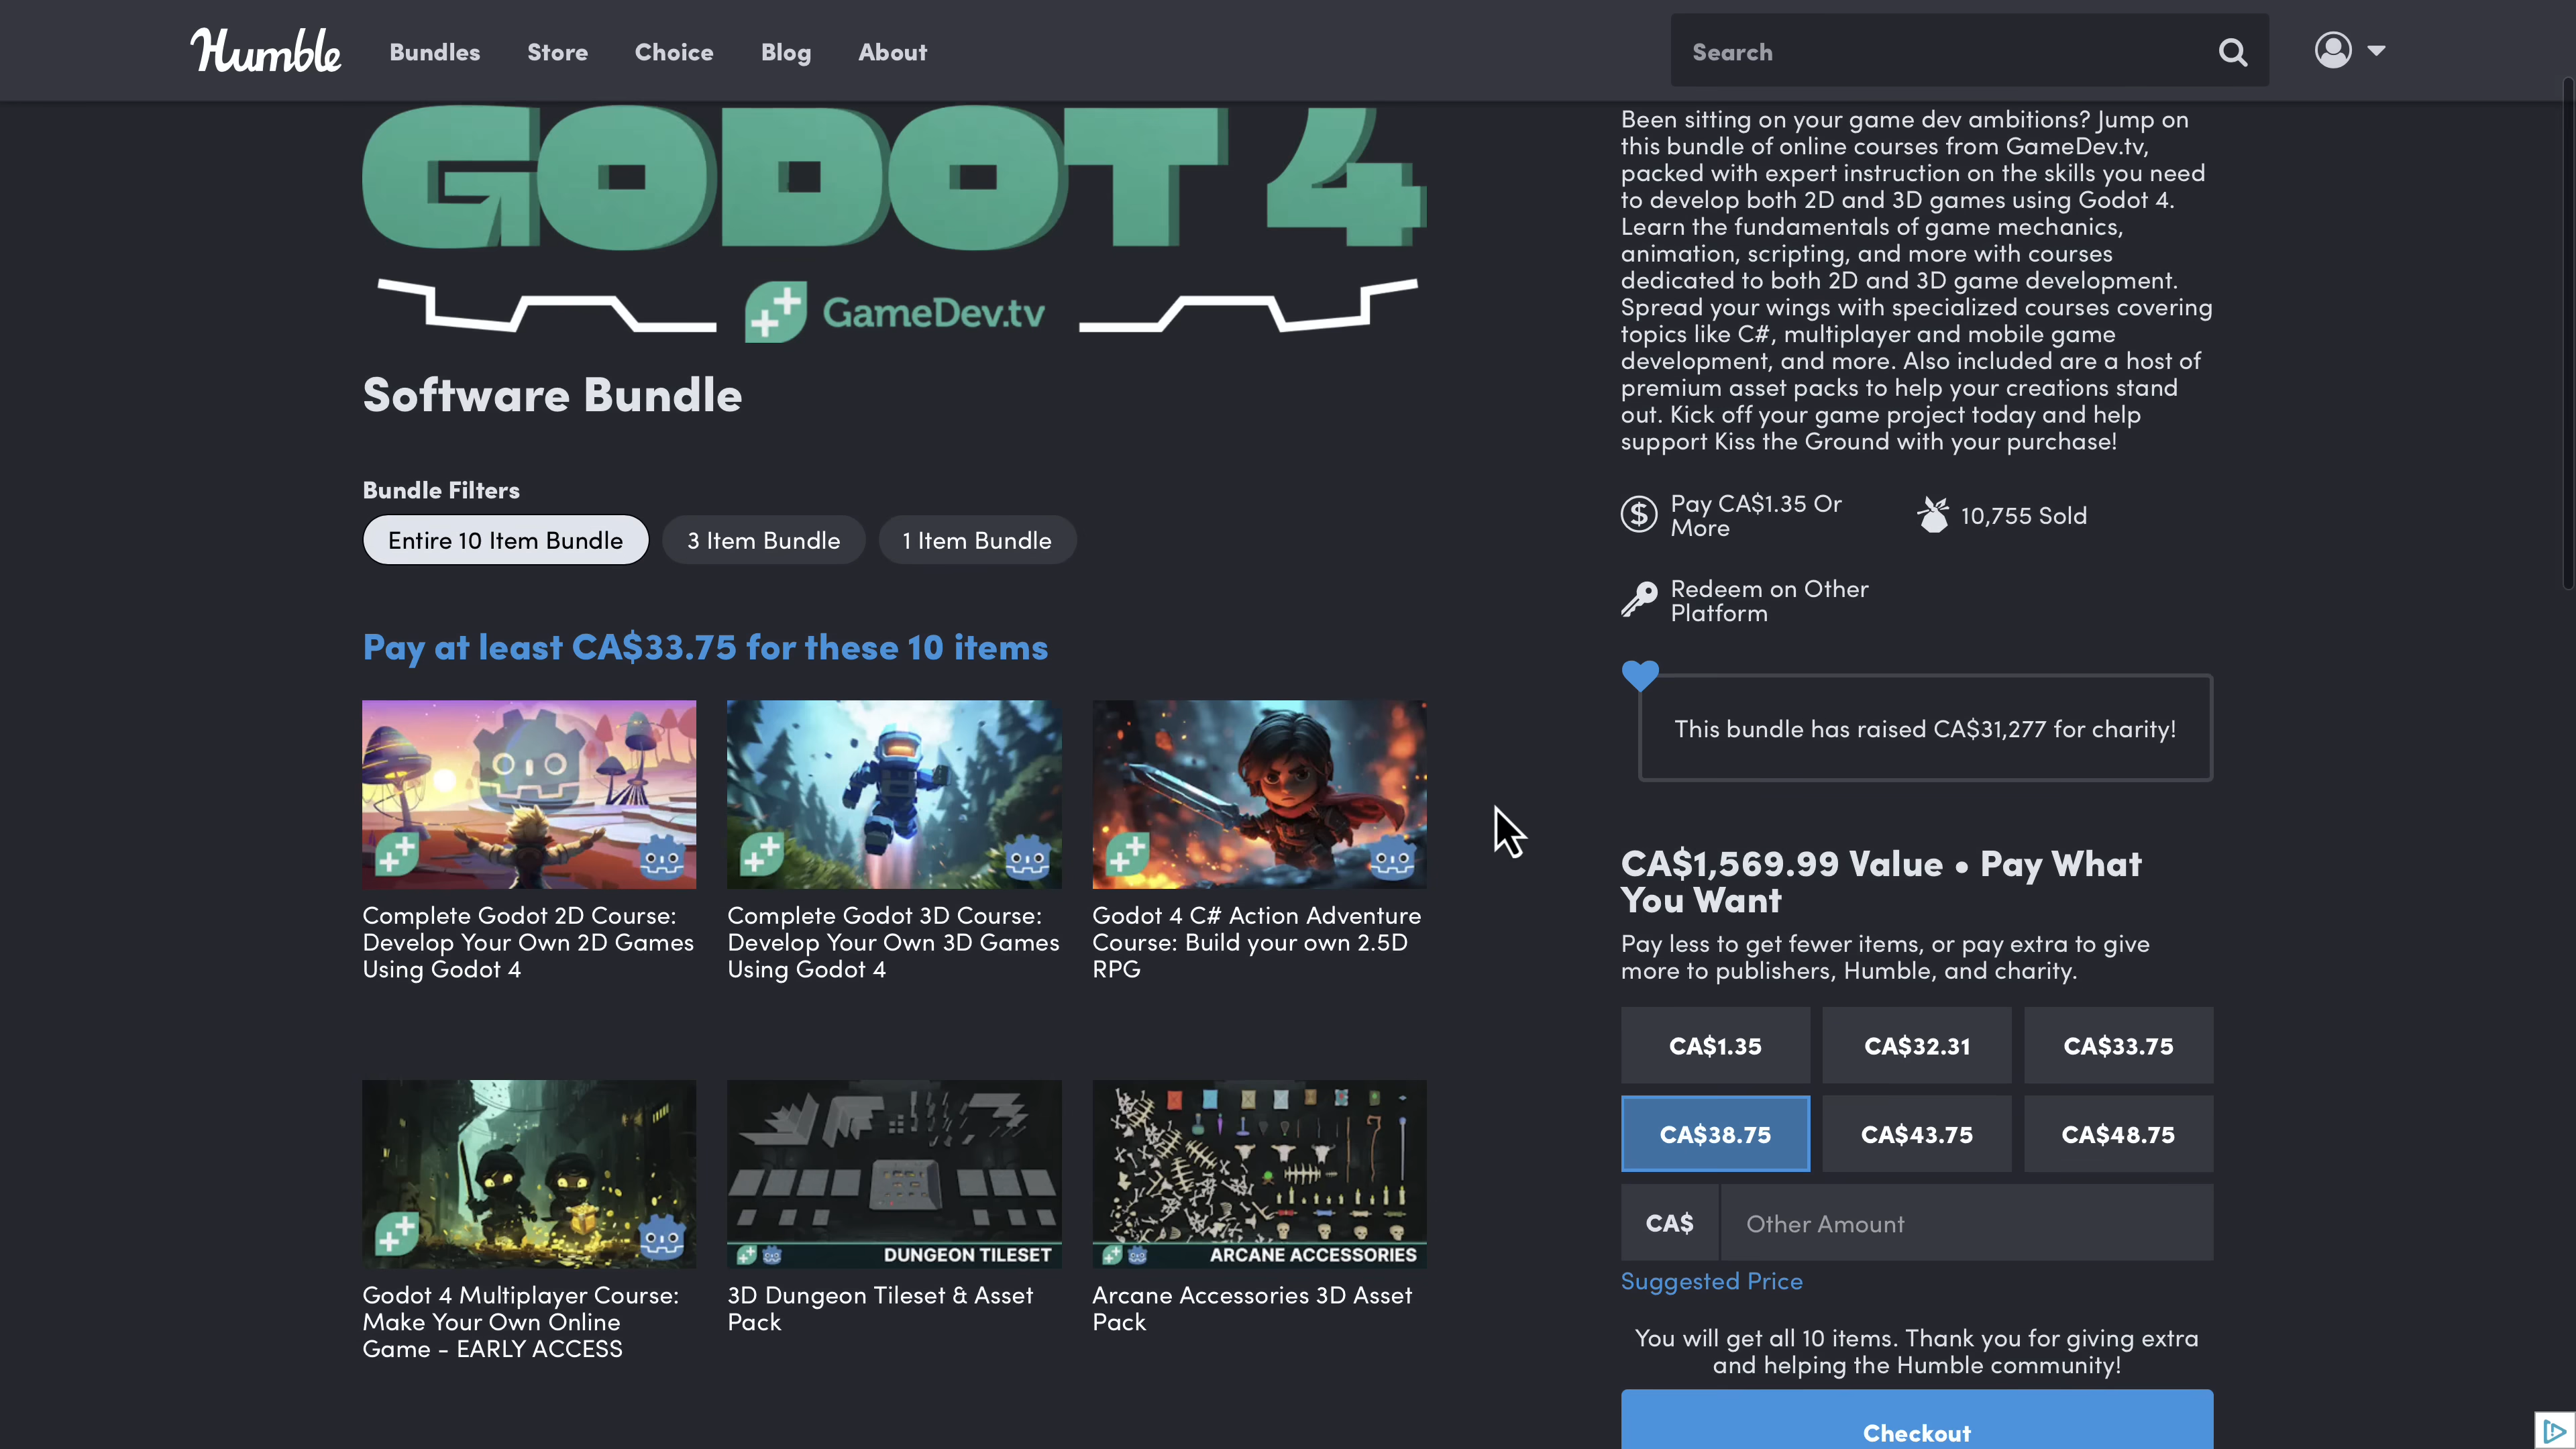 Humble
Bundles
Store
Choice
Blog
About
Search
GODOT 4
GameDev.tv
Software Bundle
Bundle Filters
Entire 10 Item Bundle
3 Item Bundle
1 Item Bundle
Pay at least CA$33.75 for these 10 items
Complete Godot 2D Course:
Develop Your Own 2D Games
Using Godot 4
Complete Godot 3D Course:
Develop Your Own 3D Games
Using Godot 4
Godot 4 C# Action Adventure
Course: Build your own 2.5D
RPG
DUNGEON TILESET
ARCANE ACCESSORIES
Godot 4 Multiplayer Course:
Make Your Own Online
Game - EARLY ACCESS
3D Dungeon Tileset & Asset
Pack
Arcane Accessories 3D Asset
Pack
Been sitting on your game dev ambitions? Jump on
this bundle of online courses from GameDev.tv,
packed with expert instruction on the skills you need
to develop both 2D and 3D games using Godot 4.
Learn the fundamentals of game mechanics,
animation, scripting, and more with courses
dedicated to both 2D and 3D game development.
Spread your wings with specialized courses covering
topics like C#, multiplayer and mobile game
development, and more. Also included are a host of
premium asset packs to help your creations stand
out. Kick off your game project today and help
support Kiss the Ground with your purchase!
Pay CA$1.35 Or
More
10,755 Sold
Redeem on Other
Platform
This bundle has raised CA$31,277 for charity!
CA$1,569.99 Value • Pay What
You Want
Pay less to get fewer items, or pay extra to give
more to publishers, Humble, and charity.
CA$1.35
CA$32.31
CA$33.75
CA$38.75
CA$43.75
CA$48.75
CA$
Other Amount
Suggested Price
You will get all 10 items. Thank you for giving extra
and helping the Humble community!
Checkout